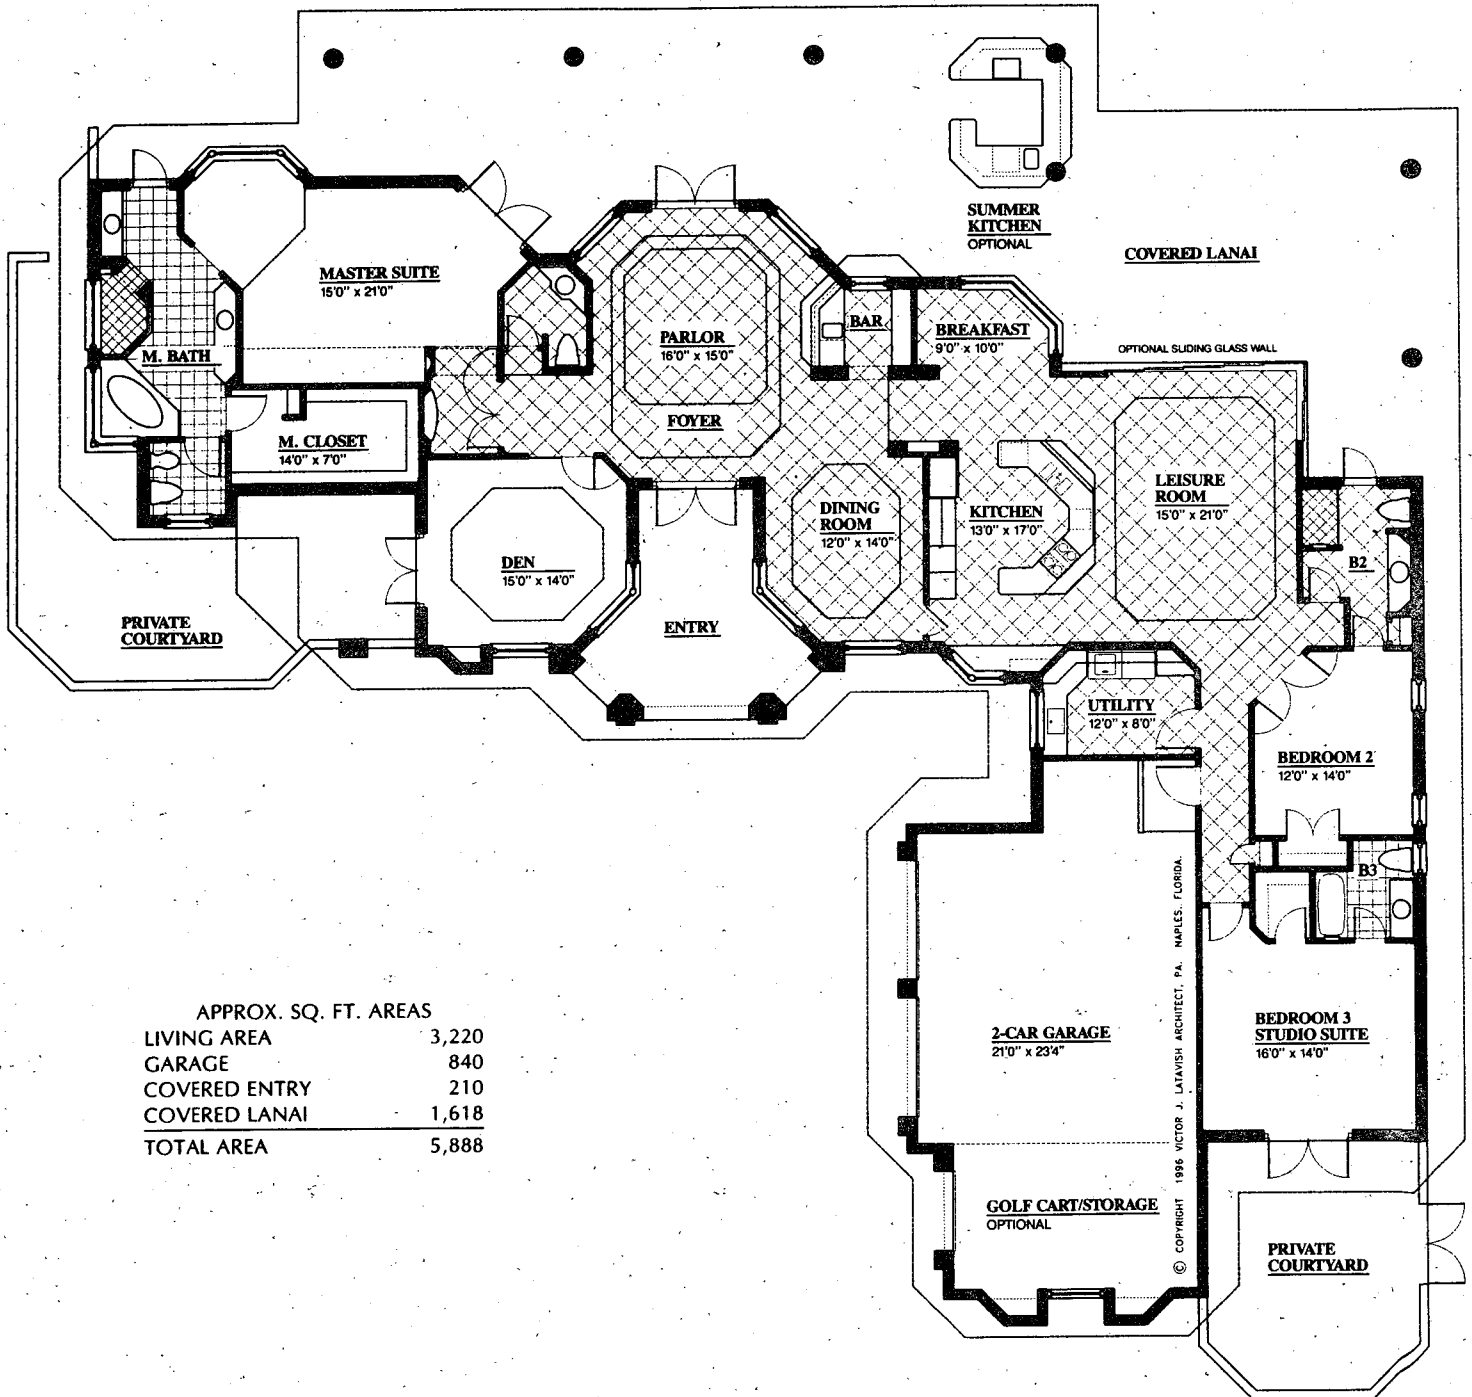 SUMMER
KITCHEN
OPTIONAL
COVERED LANAI
MASTER SUITE
15'0" x 21'0"
PARLOR
16'0" x 15'0"
BAR
BREAKFAST
9'0" x 10'0"
OPTIONAL SLIDING GLASS WALL
M. BATH
FOYER
M. CLOSET
14'0" x 7'0"
LEISURE
ROOM
15'0" x 21'0"
DINING
ROOM
12'0" x 14'0"
KITCHEN
13'0" x 17'0"
DEN
15'0" x 14'0"
B2
PRIVATE
COURTYARD
ENTRY
UTILITY
12'0" x 8'0"
BEDROOM 2
12'0" x 14'0"
B3
2-CAR GARAGE
21'0" x 23'4"
BEDROOM 3
STUDIO SUITE
16'0" x 14'0"
GOLF CART/STORAGE
OPTIONAL
PRIVATE
COURTYARD
© COPYRIGHT 1996 VICTOR J. LATAVISH ARCHITECT, PA. NAPLES. FLORIDA.
APPROX. SQ. FT. AREAS
LIVING AREA 3,220
GARAGE 840
COVERED ENTRY 210
COVERED LANAI 1,618
TOTAL AREA 5,888